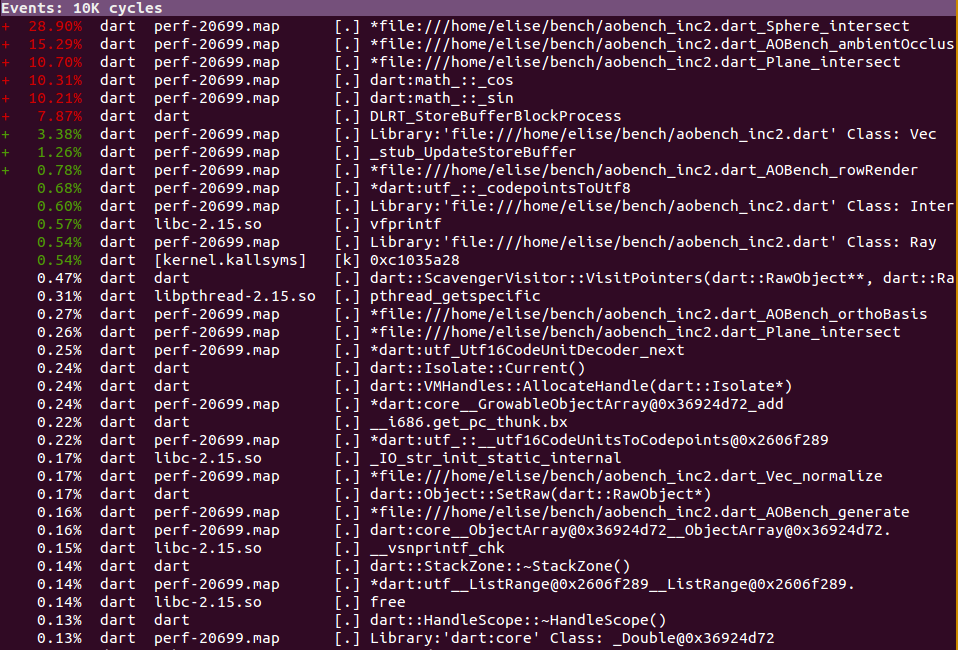 Events: 10K cycles
+ 28.90% dart perf-20699.map [.] *file:///home/elise/bench/aobench_inc2.dart_Sphere_intersect
+ 15.29% dart perf-20699.map [.] *file:///home/elise/bench/aobench_inc2.dart_AOBench_ambientOcclus
+ 10.70% dart perf-20699.map [.] *file:///home/elise/bench/aobench_inc2.dart_Plane_intersect
+ 10.31% dart perf-20699.map [.] dart:math_::_cos
+ 10.21% dart perf-20699.map [.] dart:math_::_sin
+ 7.87% dart dart [.] DLRT_StoreBufferBlockProcess
+ 3.38% dart perf-20699.map [.] Library:'file:///home/elise/bench/aobench_inc2.dart' Class: Vec
+ 1.26% dart perf-20699.map [.] _stub_UpdateStoreBuffer
+ 0.78% dart perf-20699.map [.] *file:///home/elise/bench/aobench_inc2.dart_AOBench_rowRender
0.68% dart perf-20699.map [.] *dart:utf_::_codepointsToUtf8
0.60% dart perf-20699.map [.] Library:'file:///home/elise/bench/aobench_inc2.dart' Class: Inter
0.57% dart libc-2.15.so [.] vfprintf
0.54% dart perf-20699.map [.] Library:'file:///home/elise/bench/aobench_inc2.dart' Class: Ray
0.54% dart [kernel.kallsyms] [k] 0xc1035a28
0.47% dart dart [.] dart::ScavengerVisitor::VisitPointers(dart::RawObject**, dart::Ra
0.31% dart libpthread-2.15.so [.] pthread_getspecific
0.27% dart perf-20699.map [.] *file:///home/elise/bench/aobench_inc2.dart_AOBench_orthoBasis
0.26% dart perf-20699.map [.] *file:///home/elise/bench/aobench_inc2.dart_Plane_intersect
0.25% dart perf-20699.map [.] *dart:utf_Utf16CodeUnitDecoder_next
0.24% dart dart [.] dart::Isolate::Current()
0.24% dart dart [.] dart::VMHandles::AllocateHandle(dart::Isolate*)
0.24% dart perf-20699.map [.] *dart:core__GrowableObjectArray@0x36924d72_add
0.22% dart dart [.] __i686.get_pc_thunk.bx
0.22% dart perf-20699.map [.] *dart:utf_::__utf16CodeUnitsToCodepoints@0x2606f289
0.17% dart libc-2.15.so [.] _IO_str_init_static_internal
0.17% dart perf-20699.map [.] *file:///home/elise/bench/aobench_inc2.dart_Vec_normalize
0.17% dart dart [.] dart::Object::SetRaw(dart::RawObject*)
0.16% dart perf-20699.map [.] *file:///home/elise/bench/aobench_inc2.dart_AOBench_generate
0.16% dart perf-20699.map [.] dart:core__ObjectArray@0x36924d72__ObjectArray@0x36924d72.
0.15% dart libc-2.15.so [.] __vsnprintf_chk
0.14% dart dart [.] dart::StackZone::~StackZone()
0.14% dart perf-20699.map [.] *dart:utf__ListRange@0x2606f289__ListRange@0x2606f289.
0.14% dart libc-2.15.so [.] free
0.13% dart dart [.] dart::HandleScope::~HandleScope()
0.13% dart perf-20699.map [.] Library:'dart:core' Class: _Double@0x36924d72